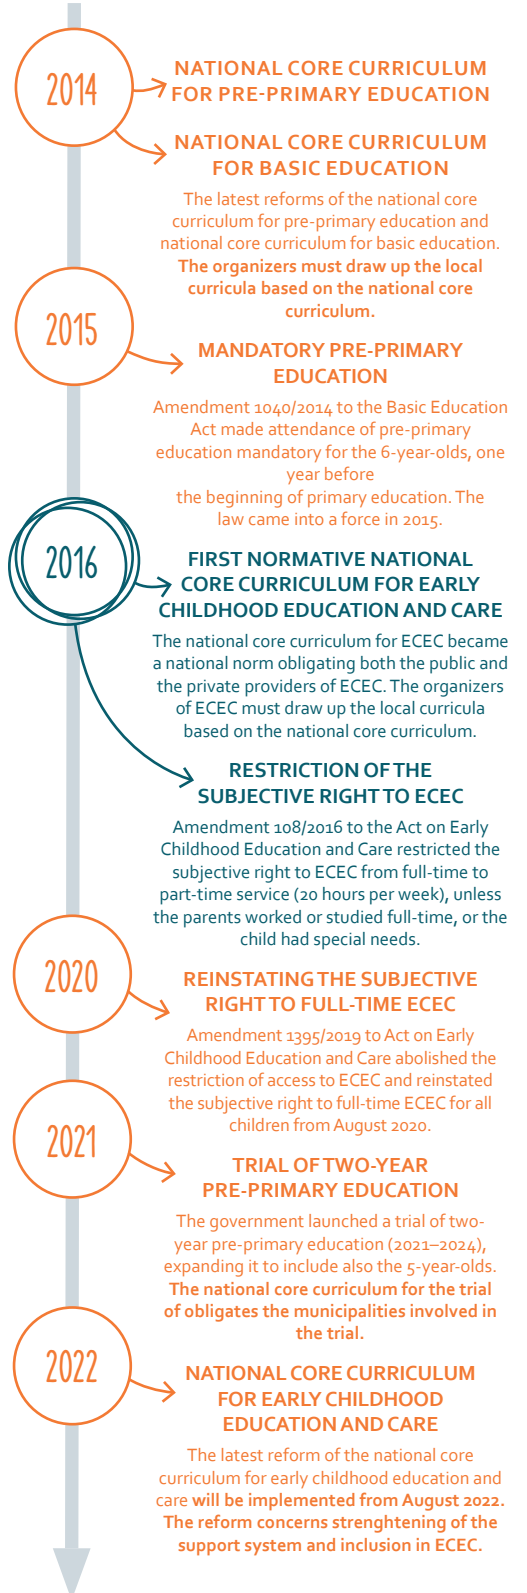 2014
NATIONAL CORE CURRICULUM
FOR PRE-PRIMARY EDUCATION
NATIONAL CORE CURRICULUM
FOR BASIC EDUCATION
The latest reforms of the national core
curriculum for pre-primary education and
national core curriculum for basic education.
The organizers must draw up the local
curricula based on the national core
curriculum.
2015
MANDATORY PRE-PRIMARY
EDUCATION
Amendment 1040/2014 to the Basic Education
Act made attendance of pre-primary
education mandatory for the 6-year-olds, one
year before
the beginning of primary education. The
law came into a force in 2015.
2016
FIRST NORMATIVE NATIONAL
CORE CURRICULUM FOR EARLY
CHILDHOOD EDUCATION AND CARE
The national core curriculum for ECEC became
a national norm obligating both the public and
the private providers of ECEC. The organizers
of ECEC must draw up the local curricula
based on the national core curriculum.
RESTRICTION OF THE
SUBJECTIVE RIGHT TO ECEC
Amendment 108/2016 to the Act on Early
Childhood Education and Care restricted the
subjective right to ECEC from full-time to
part-time service (20 hours per week), unless
the parents worked or studied full-time, or the
child had special needs.
2020
REINSTATING THE SUBJECTIVE
RIGHT TO FULL-TIME ECEC
Amendment 1395/2019 to Act on Early
Childhood Education and Care abolished the
restriction of access to ECEC and reinstated
the subjective right to full-time ECEC for all
children from August 2020.
2021
TRIAL OF TWO-YEAR
PRE-PRIMARY EDUCATION
The government launched a trial of two-
year pre-primary education (2021–2024),
expanding it to include also the 5-year-olds.
The national core curriculum for the trial
of obligates the municipalities involved in
the trial.
2022
NATIONAL CORE CURRICULUM
FOR EARLY CHILDHOOD
EDUCATION AND CARE
The latest reform of the national core
curriculum for early childhood education and
care will be implemented from August 2022.
The reform concerns strenghtening of the
support system and inclusion in ECEC.